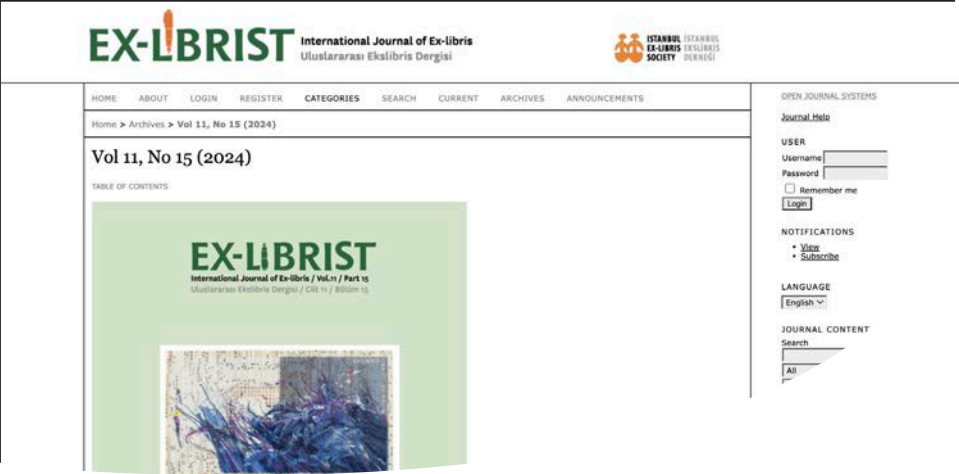 EX-LIBRIST
International Journal of Ex-libris
Uluslararası Ekslibris Dergisi
ISTANBUL ISTANBUL
EX-LIBRIS EKSLİBRİS
SOCIETY DERNEĞİ
HOME ABOUT LOGIN REGISTER CATEGORIES SEARCH CURRENT ARCHIVES ANNOUNCEMENTS
Home > Archives > Vol 11, No 15 (2024)
Vol 11, No 15 (2024)
TABLE OF CONTENTS
EX-LIBRIST
International Journal of Ex-libris / Vol.11 / Part 15
Uluslararası Ekslibris Dergisi / Cilt 11 / Bölüm 15
OPEN JOURNAL SYSTEMS
Journal Help
USER
Username
Password
Remember me
Login
NOTIFICATIONS
View
Subscribe
LANGUAGE
English
JOURNAL CONTENT
Search
All